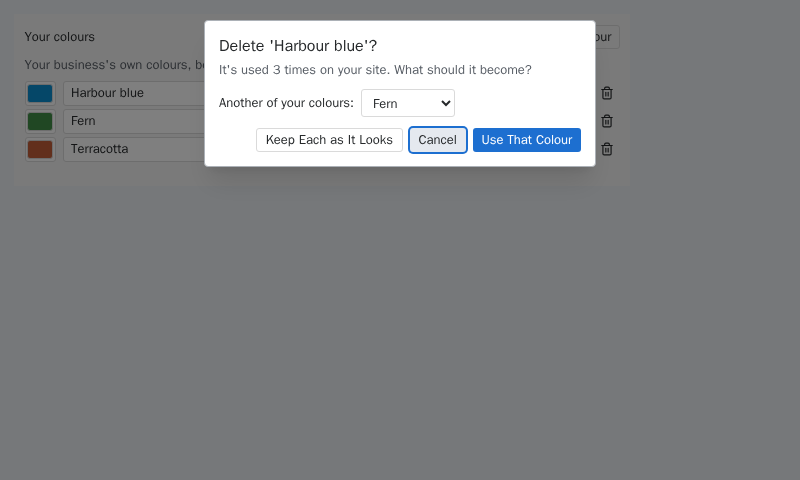 Delete 'Harbour blue'?
It's used 3 times on your site. What should it become?
Another of your colours: Fern
Keep Each as It Looks Cancel Use That Colour
Your colours
Your business's own colours,
Harbour blue
Fern
Terracotta